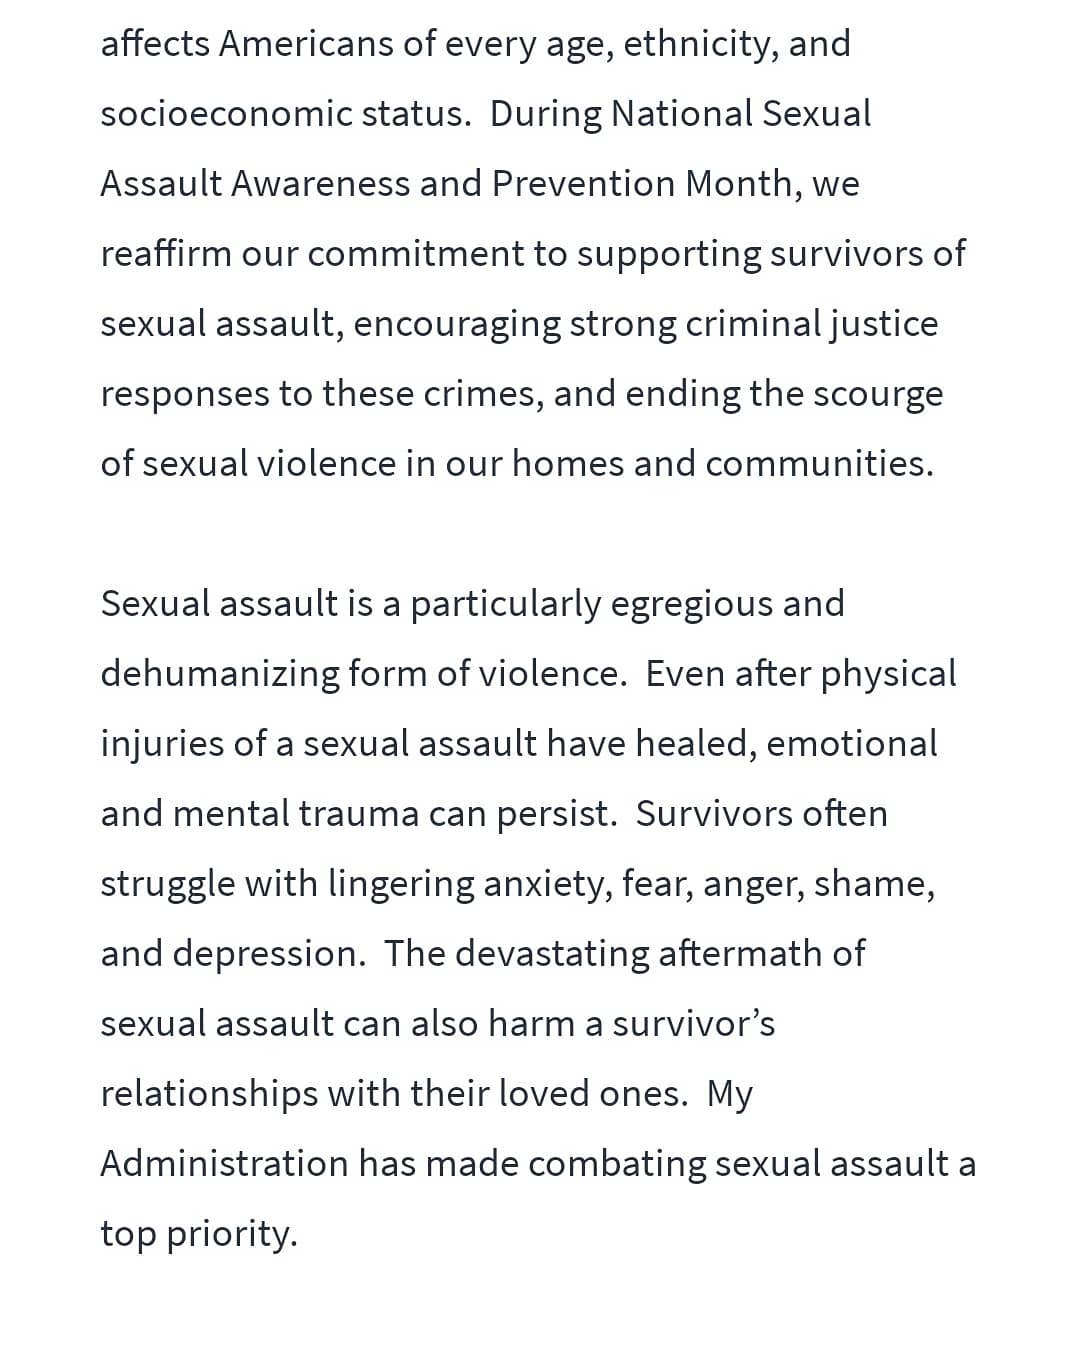 affects Americans of every age, ethnicity, and
socioeconomic status.  During National Sexual
Assault Awareness and Prevention Month, we
reaffirm our commitment to supporting survivors of
sexual assault, encouraging strong criminal justice
responses to these crimes, and ending the scourge
of sexual violence in our homes and communities.
Sexual assault is a particularly egregious and
dehumanizing form of violence.  Even after physical
injuries of a sexual assault have healed, emotional
and mental trauma can persist.  Survivors often
struggle with lingering anxiety, fear, anger, shame,
and depression.  The devastating aftermath of
sexual assault can also harm a survivor’s
relationships with their loved ones.  My
Administration has made combating sexual assault a
top priority.